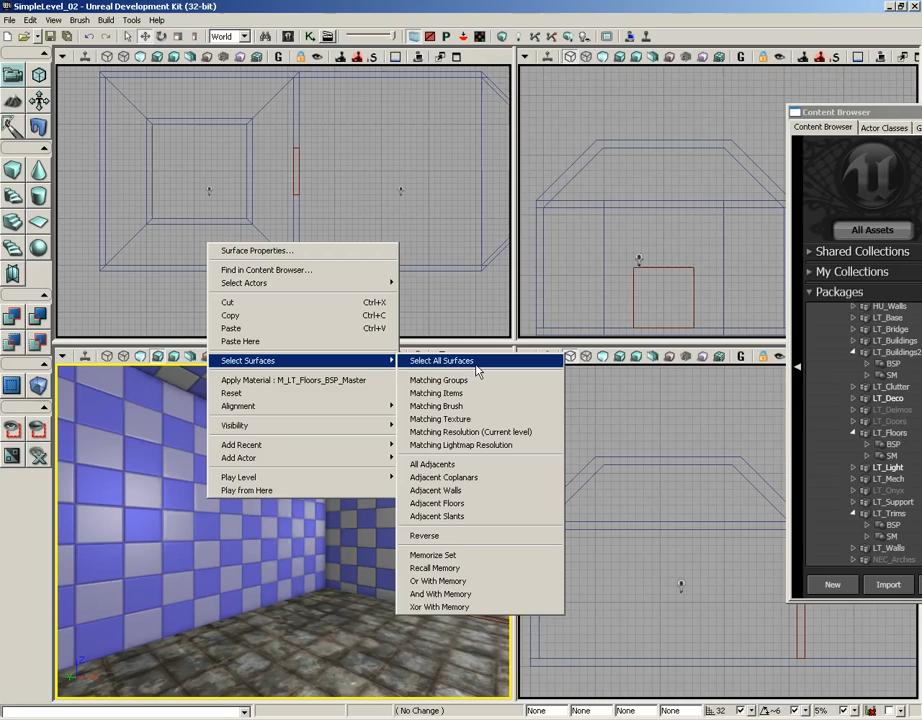 SimpleLevel_02 - Unreal Development Kit (32-bit)
File Edit View Brush Build Tools Help
World
Content Browser
Content Browser Actor Classes G
All Assets
Shared Collections
My Collections
Packages
HU_Walls
LT_Base
LT_Bridge
LT_Buildings
LT_Buildings2
BSP
SM
LT_Clutter
LT_Deco
LT_Deimos
LT_Doors
LT_Floors
BSP
SM
LT_Light
LT_Mech
LT_Onyx
LT_Support
LT_Trims
BSP
SM
LT_Walls
NEC_Arches
New Import
Surface Properties...
Find in Content Browser...
Select Actors
Cut Ctrl+X
Copy Ctrl+C
Paste Ctrl+V
Paste Here
Select Surfaces
Apply Material : M_LT_Floors_BSP_Master
Reset
Alignment
Visibility
Add Recent
Add Actor
Play Level
Play from Here
Select All Surfaces
Matching Groups
Matching Items
Matching Brush
Matching Texture
Matching Resolution (Current level)
Matching Lightmap Resolution
All Adjacents
Adjacent Coplanars
Adjacent Walls
Adjacent Floors
Adjacent Slants
Reverse
Memorize Set
Recall Memory
Or With Memory
And With Memory
Xor With Memory
( No Change ) None None None None 32 ~6 5%